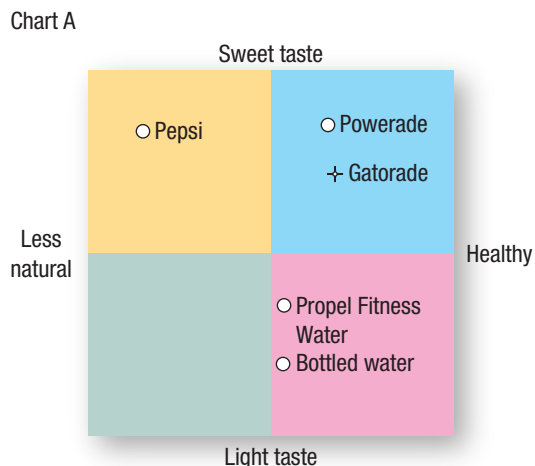 Chart A
Sweet taste
Pepsi
Powerade
Gatorade
Less
natural
Healthy
Propel Fitness
Water
Bottled water
Light taste